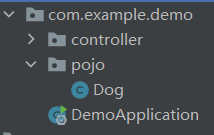 com.example.demo
controller
pojo
Dog
DemoApplication